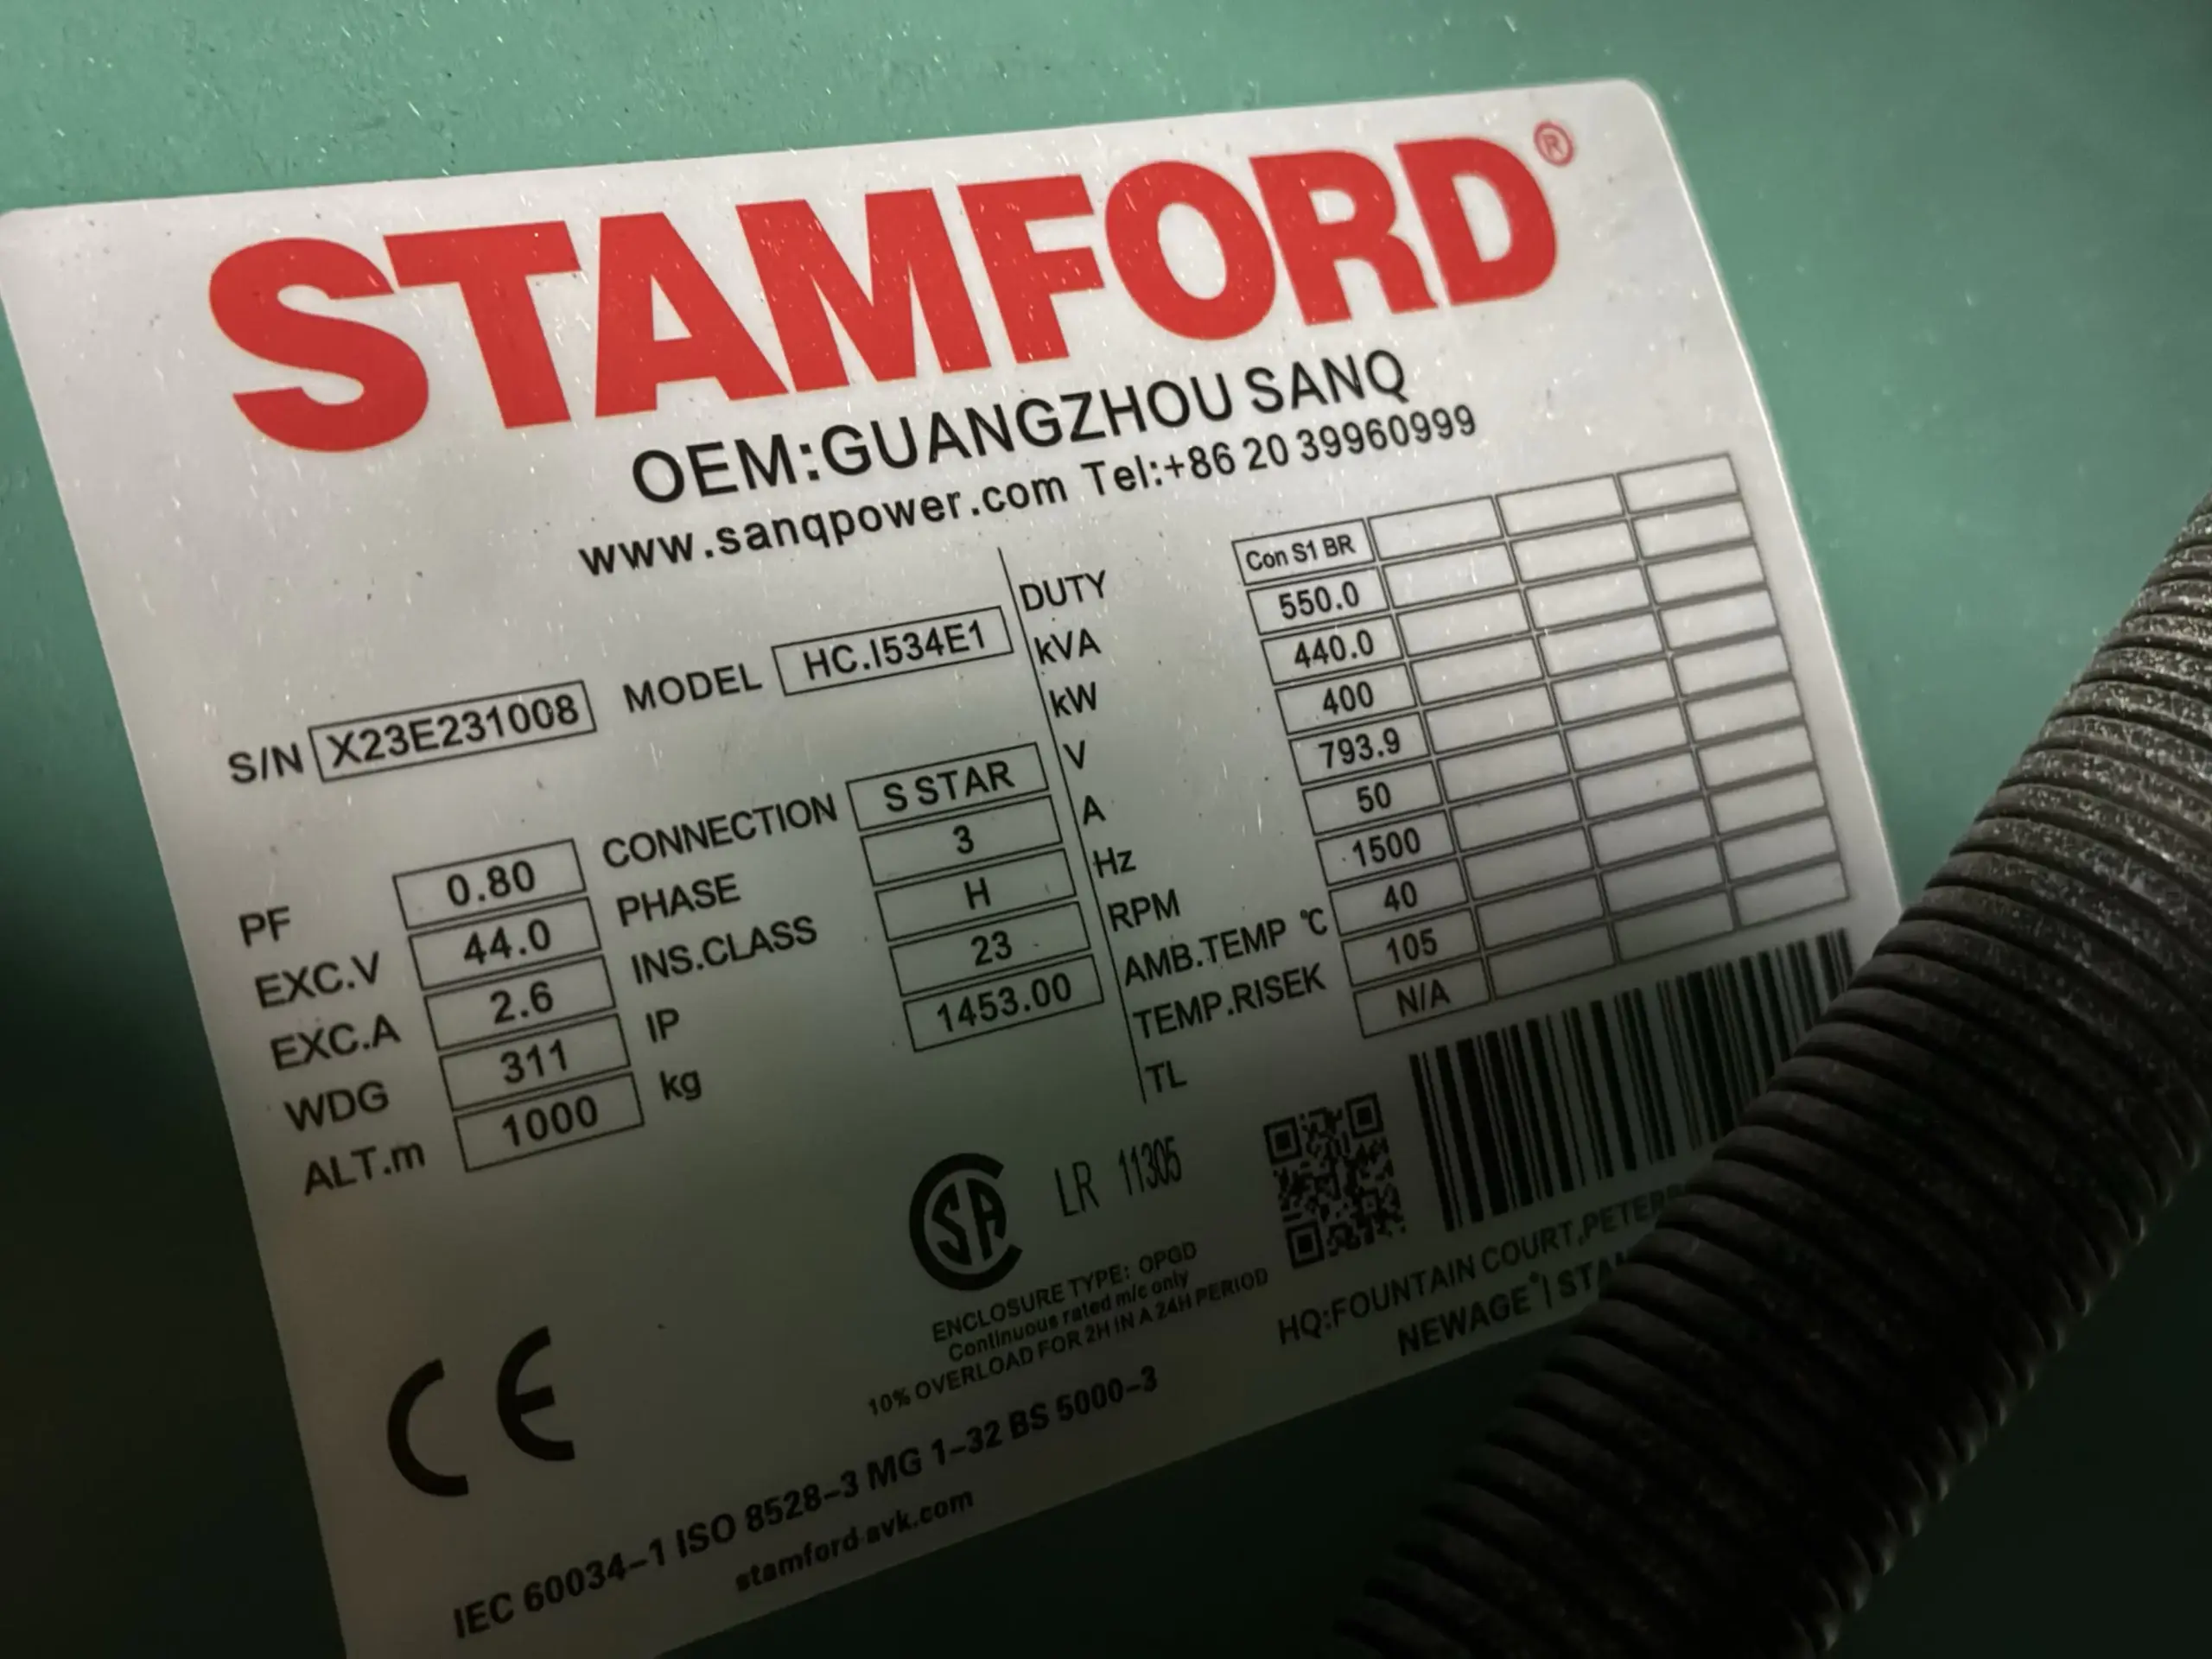 STAMFORD®
OEM:GUANGZHOU SANQ
www.sanqpower.com Tel:+86 20 39960999
S/N X23E231008 MODEL HC.I534E1
PF 0.80 CONNECTION S STAR
EXC.V 44.0 PHASE 3
EXC.A 2.6 INS.CLASS H
WDG 311 IP 23
ALT.m 1000 kg 1453.00
DUTY Con S1 BR
kVA 550.0
kW 440.0
V 400
A 793.9
Hz 50
RPM 1500
AMB.TEMP ℃ 40
TEMP.RISEK 105
TL N/A
CSA LR 11305
ENCLOSURE TYPE: OPGD
Continuous rated m/c only
10% OVERLOAD FOR 2H IN A 24H PERIOD
HQ:FOUNTAIN COURT,
NEWAGE® |
CE
IEC 60034-1 ISO 8528-3 MG 1-32 BS 5000-3
stamford-avk.com